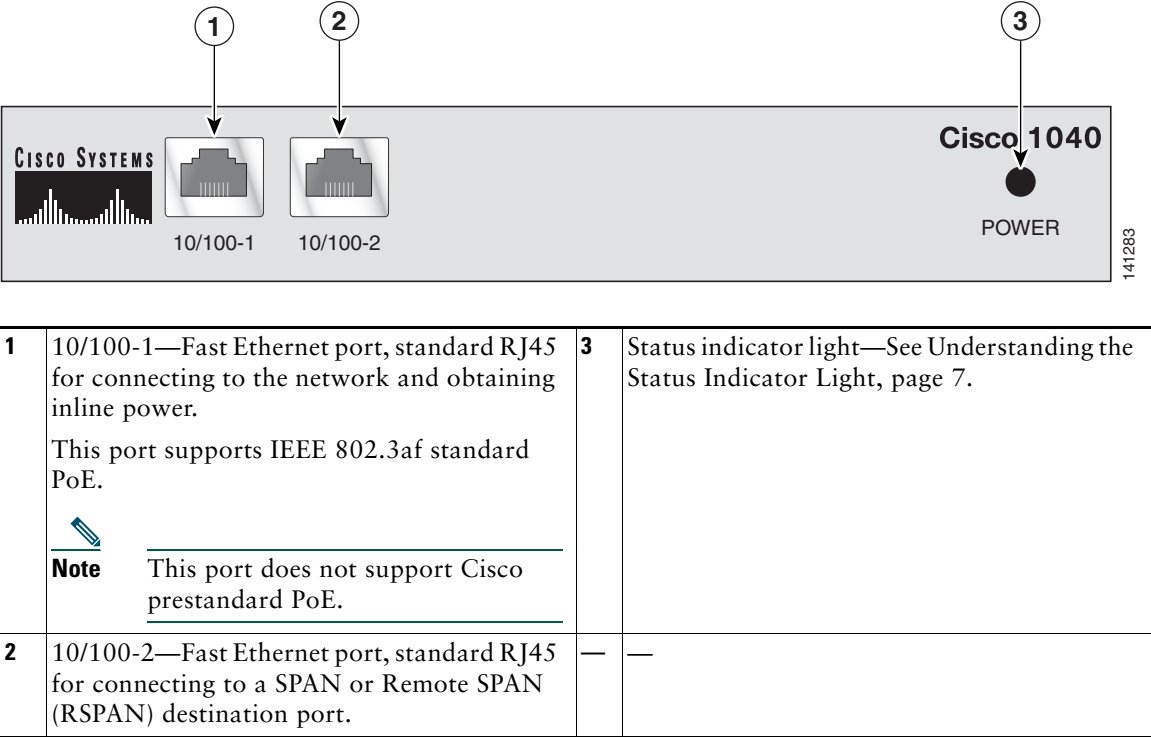 1
2
3
CISCO SYSTEMS
Cisco 1040
10/100-1
10/100-2
POWER
141283
1
10/100-1—Fast Ethernet port, standard RJ45
for connecting to the network and obtaining
inline power.
This port supports IEEE 802.3af standard
PoE.
Note
This port does not support Cisco
prestandard PoE.
3
Status indicator light—See Understanding the
Status Indicator Light, page 7.
2
10/100-2—Fast Ethernet port, standard RJ45
for connecting to a SPAN or Remote SPAN
(RSPAN) destination port.
—
—